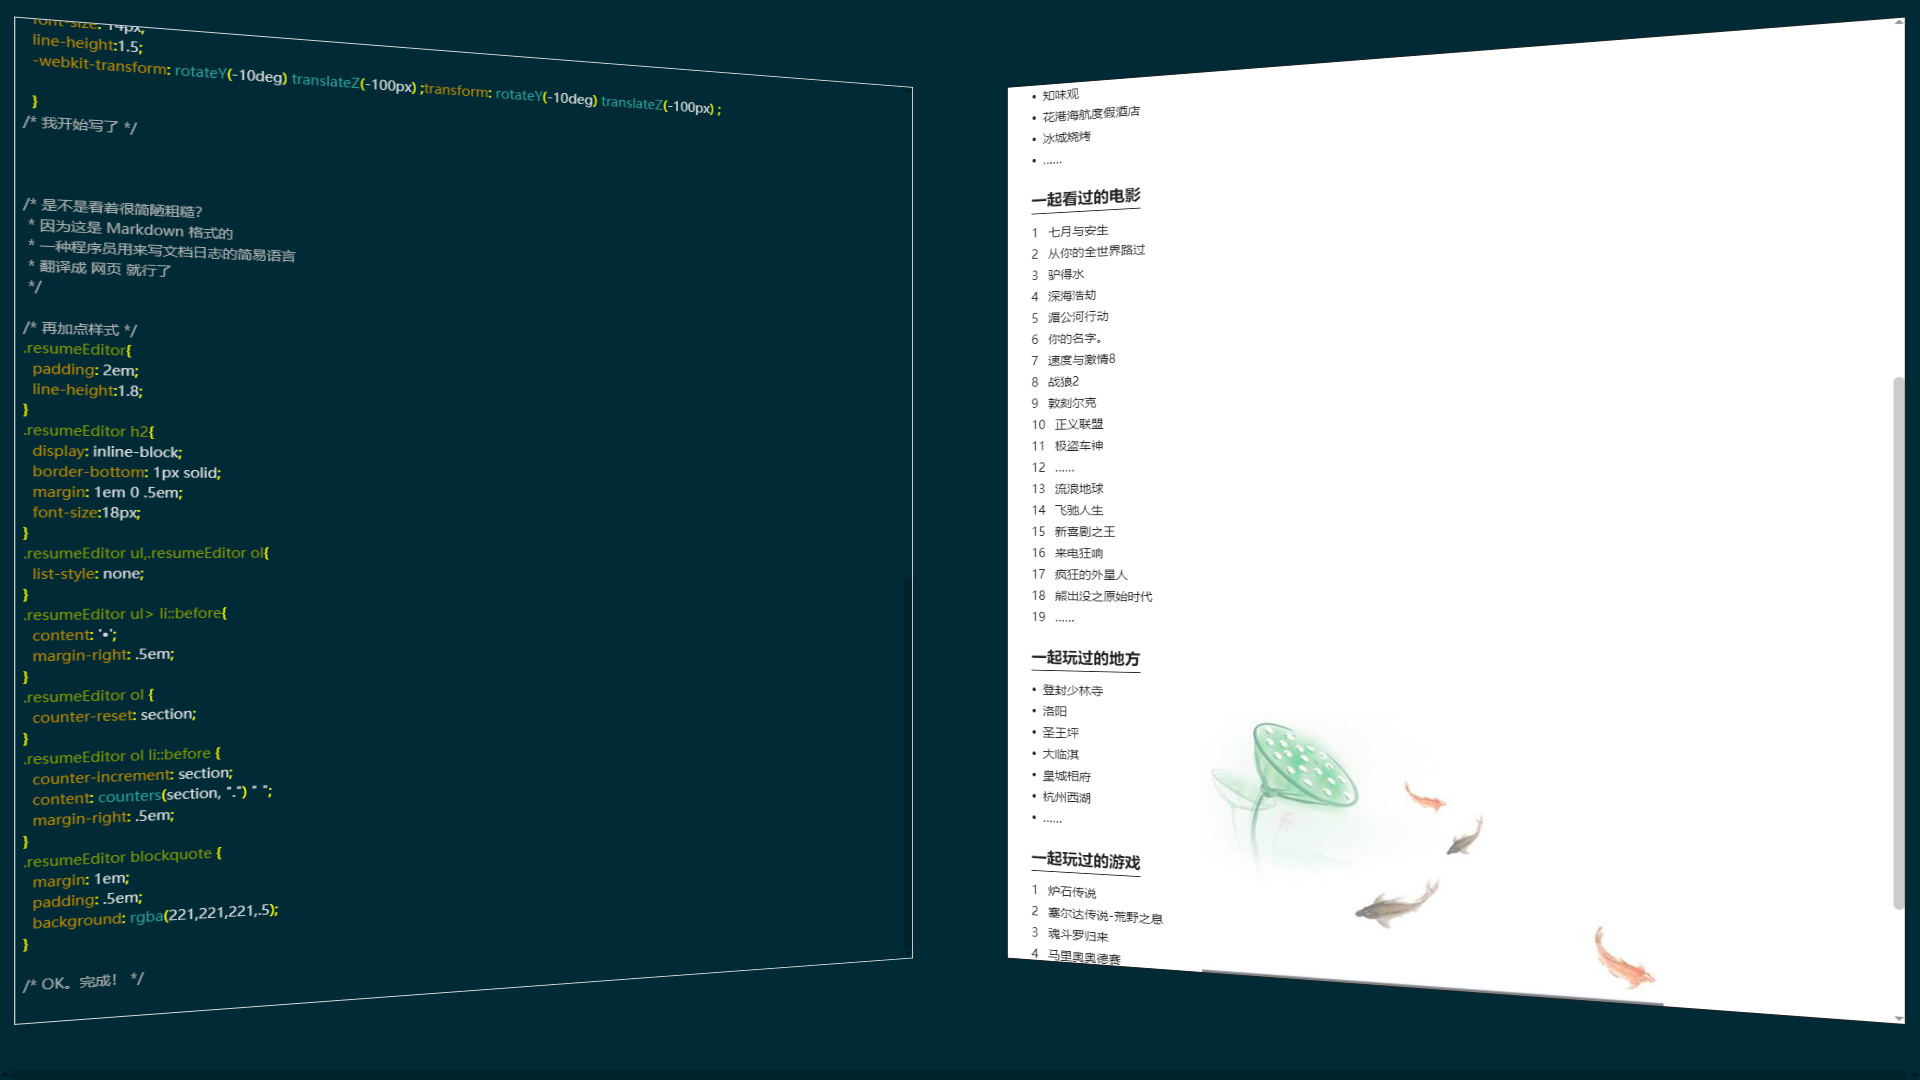 font-size: 14px;
line-height:1.5;
-webkit-transform: rotateY(-10deg) translateZ(-100px) ;transform: rotateY(-10deg) translateZ(-100px) ;
}
/* 我开始写了 */
/* 是不是看着很简陋粗糙?
* 因为这是 Markdown 格式的
* 一种程序员用来写文档日志的简易语言
* 翻译成 网页 就行了
*/
/* 再加点样式 */
.resumeEditor{
padding: 2em;
line-height:1.8;
}
.resumeEditor h2{
display: inline-block;
border-bottom: 1px solid;
margin: 1em 0 .5em;
font-size:18px;
}
.resumeEditor ul,.resumeEditor ol{
list-style: none;
}
.resumeEditor ul> li::before{
content: '•';
margin-right: .5em;
}
.resumeEditor ol {
counter-reset: section;
}
.resumeEditor ol li::before {
counter-increment: section;
content: counters(section, ".") " ";
margin-right: .5em;
}
.resumeEditor blockquote {
margin: 1em;
padding: .5em;
background: rgba(221,221,221,.5);
}
/* OK。完成！ */
• 知味观
• 花港海航度假酒店
• 冰城烧烤
• ……
一起看过的电影
1 七月与安生
2 从你的全世界路过
3 驴得水
4 深海浩劫
5 湄公河行动
6 你的名字。
7 速度与激情8
8 战狼2
9 敦刻尔克
10 正义联盟
11 极盗车神
12 ……
13 流浪地球
14 飞驰人生
15 新喜剧之王
16 来电狂响
17 疯狂的外星人
18 熊出没之原始时代
19 ……
一起玩过的地方
• 登封少林寺
• 洛阳
• 圣王坪
• 大临淇
• 皇城相府
• 杭州西湖
• ……
一起玩过的游戏
1 炉石传说
2 塞尔达传说-荒野之息
3 魂斗罗归来
4 马里奥奥德赛